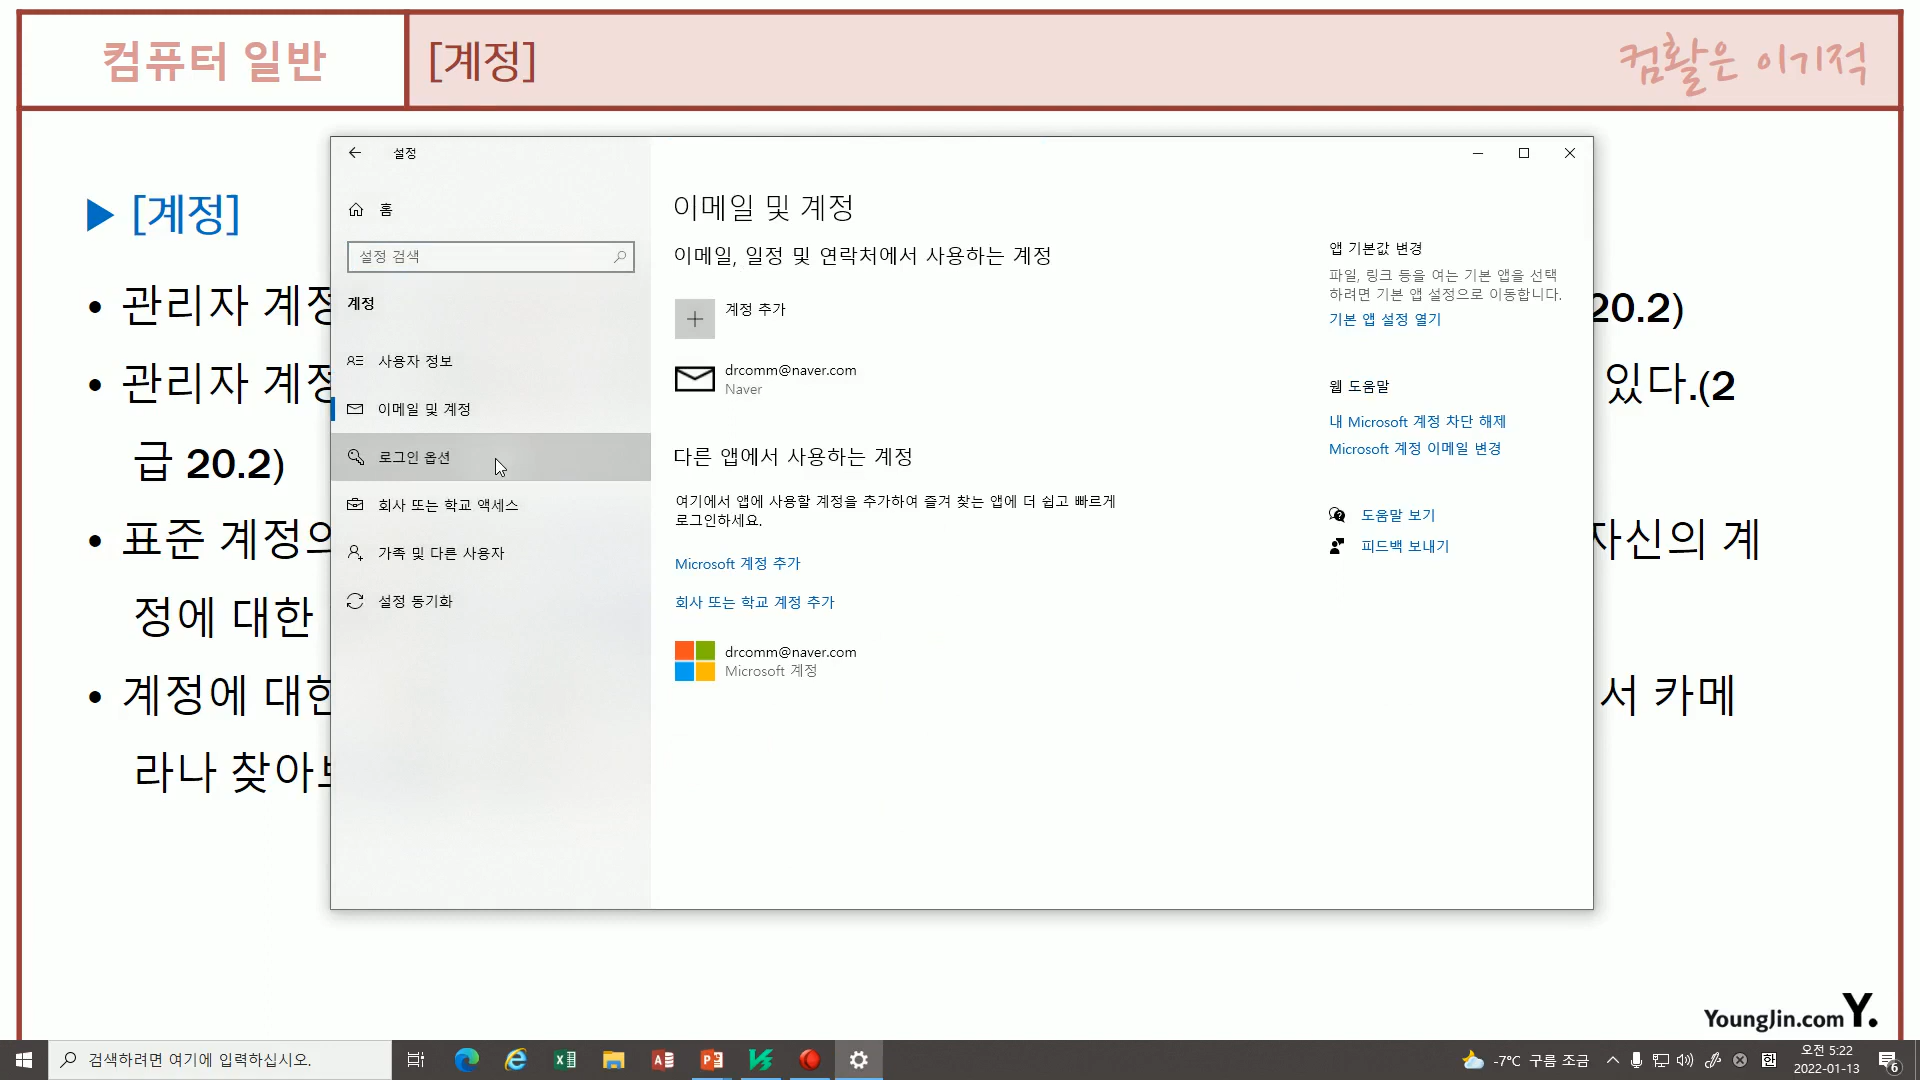 컴퓨터 일반
[계정]
컴활은 이기적
▶ [계정]
• 관리자 계정
20.2)
• 관리자 계정
있다.(2
급 20.2)
• 표준 계정의
자신의 계
정에 대한
• 계정에 대한
서 카메
라나 찾아보
설정
홈
설정 검색
계정
사용자 정보
이메일 및 계정
로그인 옵션
회사 또는 학교 액세스
가족 및 다른 사용자
설정 동기화
이메일 및 계정
이메일, 일정 및 연락처에서 사용하는 계정
계정 추가
drcomm@naver.com
Naver
다른 앱에서 사용하는 계정
여기에서 앱에 사용할 계정을 추가하여 즐겨 찾는 앱에 더 쉽고 빠르게
로그인하세요.
Microsoft 계정 추가
회사 또는 학교 계정 추가
drcomm@naver.com
Microsoft 계정
앱 기본값 변경
파일, 링크 등을 여는 기본 앱을 선택
하려면 기본 앱 설정으로 이동합니다.
기본 앱 설정 열기
웹 도움말
내 Microsoft 계정 차단 해제
Microsoft 계정 이메일 변경
도움말 보기
피드백 보내기
YoungJin.com Y.
검색하려면 여기에 입력하십시오.
-7°C 구름 조금
한
오전 5:22
2022-01-13
6